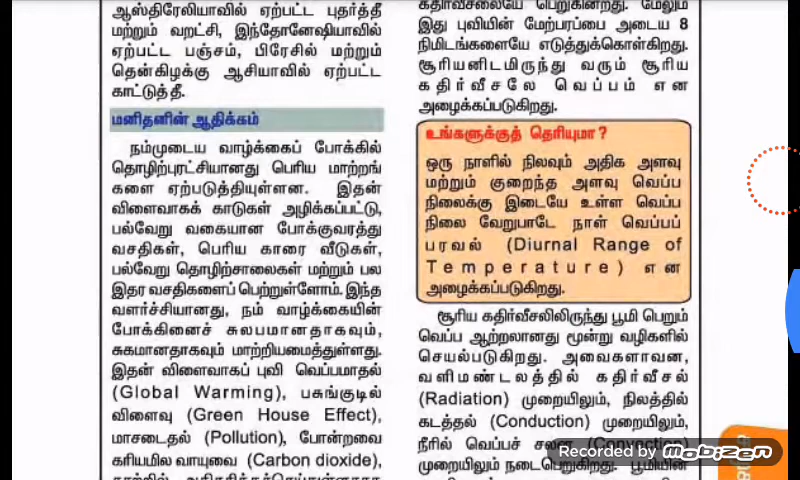 ஆஸ்திரேலியாவில் ஏற்பட்ட புதர்த்தீ
மற்றும் வறட்சி, இந்தோனேஷியாவில்
ஏற்பட்ட பஞ்சம், பிரேசில் மற்றும்
தென்கிழக்கு ஆசியாவில் ஏற்பட்ட
காட்டுத்தீ.
மனிதனின் ஆதிக்கம்
நம்முடைய வாழ்க்கைப் போக்கில்
தொழிற்புரட்சியானது பெரிய மாற்றங்
களை ஏற்படுத்தியுள்ளன. இதன்
விளைவாகக் காடுகள் அழிக்கப்பட்டு,
பல்வேறு வகையான போக்குவரத்து
வசதிகள், பெரிய காரை வீடுகள்,
பல்வேறு தொழிற்சாலைகள் மற்றும் பல
இதர வசதிகளைப் பெற்றுள்ளோம். இந்த
வளர்ச்சியானது, நம் வாழ்க்கையின்
போக்கினைச் சுலபமானதாகவும்,
சுகமானதாகவும் மாற்றியமைத்துள்ளது.
இதன் விளைவாகப் புவி வெப்பமாதல்
(Global Warming), பசுங்குடில்
விளைவு (Green House Effect),
மாசடைதல் (Pollution), போன்றவை
கரியமில வாயுவை (Carbon dioxide),
கதிர்வீசலையே பெறுகின்றது. மேலும்
இது புவியின் மேற்பரப்பை அடைய 8
நிமிடங்களையே எடுத்துக்கொள்கிறது.
சூரியனிடமிருந்து வரும் சூரிய
கதிர்வீசலே வெப்பம் என
அழைக்கப்படுகிறது.
உங்களுக்குத் தெரியுமா?
ஒரு நாளில் நிலவும் அதிக அளவு
மற்றும் குறைந்த அளவு வெப்ப
நிலைக்கு இடையே உள்ள வெப்ப
நிலை வேறுபாடே நாள் வெப்பப்
பரவல் (Diurnal Range of
Temperature) என
அழைக்கப்படுகிறது.
சூரிய கதிர்வீசலிலிருந்து பூமி பெறும்
வெப்ப ஆற்றலானது மூன்று வழிகளில்
செயல்படுகிறது. அவைகளாவன,
வளிமண்டலத்தில் கதிர்வீசல்
(Radiation) முறையிலும், நிலத்தில்
கடத்தல் (Conduction) முறையிலும்,
நீரில் வெப்பச் சலன (Convection)
முறையிலும் நடைபெறுகிறது. பூமியின்
Recorded by mobizen